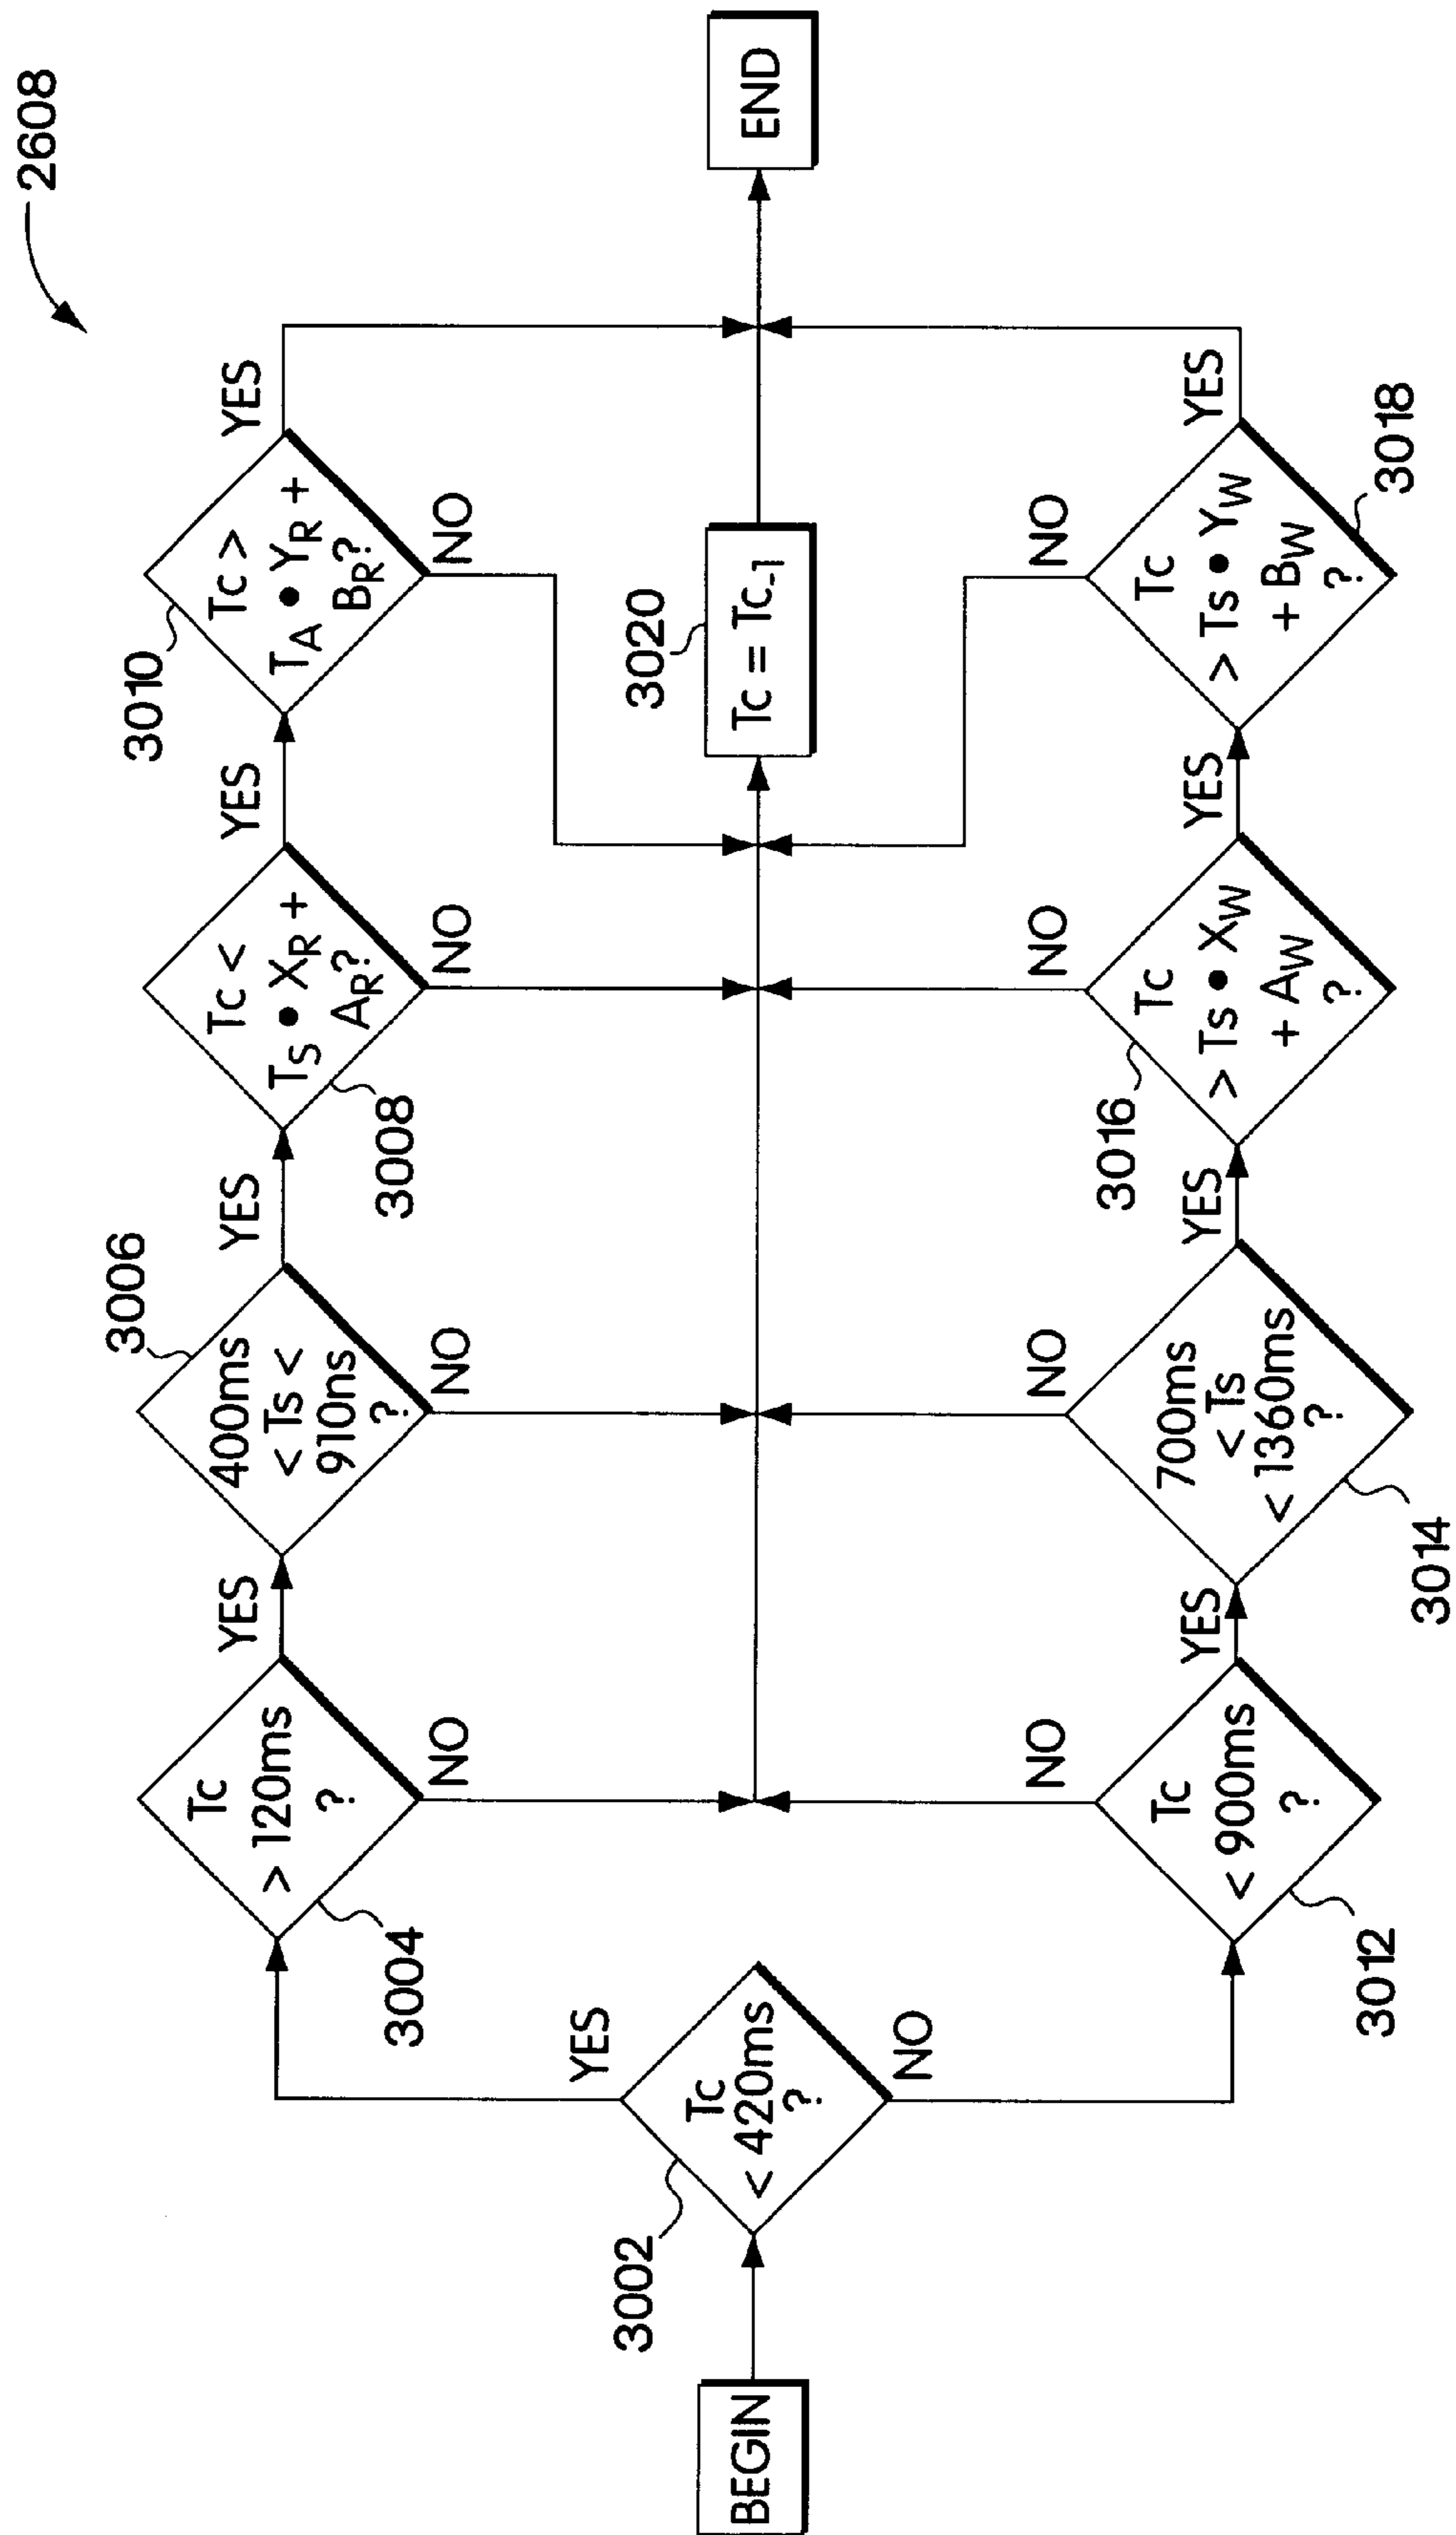 2608
BEGIN
3002
Tc
< 420ms
?
YES
NO
3004
Tc
> 120ms
?
YES
NO
3006
400ms
< Ts <
910ns
?
YES
NO
3008
Tc <
TS • XR +
AR?
YES
NO
3010
Tc >
TA • YR +
BR?
YES
NO
3012
Tc
< 900ms
?
YES
NO
3014
700ms
< Ts
< 1360ms
?
YES
NO
3016
Tc
> Ts • XW
+ AW
?
YES
NO
3018
Tc
> Ts • YW
+ BW
?
YES
NO
3020
Tc = Tc-1
END